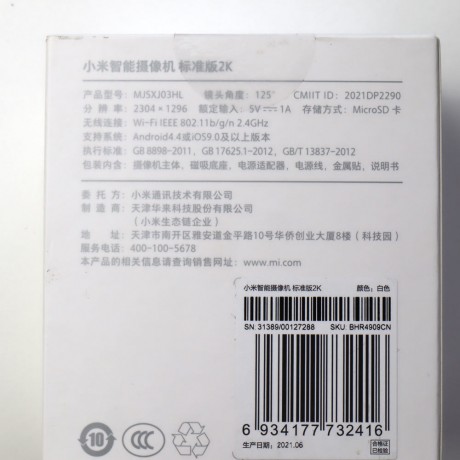 小米智能摄像机 标准版2K
产品型号: MJSXJ03HL 镜头角度: 125° CMIIT ID: 2021DP2290
分 辨 率: 2304×1296 额定输入: 5V⎓1A 存储方式: MicroSD 卡
无线连接: Wi-Fi IEEE 802.11b/g/n 2.4GHz
支持系统: Android4.4或iOS9.0及以上版本
执行标准: GB 8898-2011, GB 17625.1-2012, GB/T 13837-2012
包装内含: 摄像机主体、磁吸底座、电源适配器、电源线、金属贴、说明书
委 托 方: 小米通讯技术有限公司
制 造 商: 天津华来科技股份有限公司
(小米生态链企业)
地 址: 天津市南开区雅安道金平路10号华侨创业大厦8楼(科技园)
服务电话: 400-100-5678
本产品相关信息请查询销售网址: www.mi.com
小米智能摄像机 标准版2K 颜色: 白色
SN: 31389/00127288 SKU: BHR4909CN
6 934177 732416
生产日期: 2021.06
合格证
已检验
10
CCC